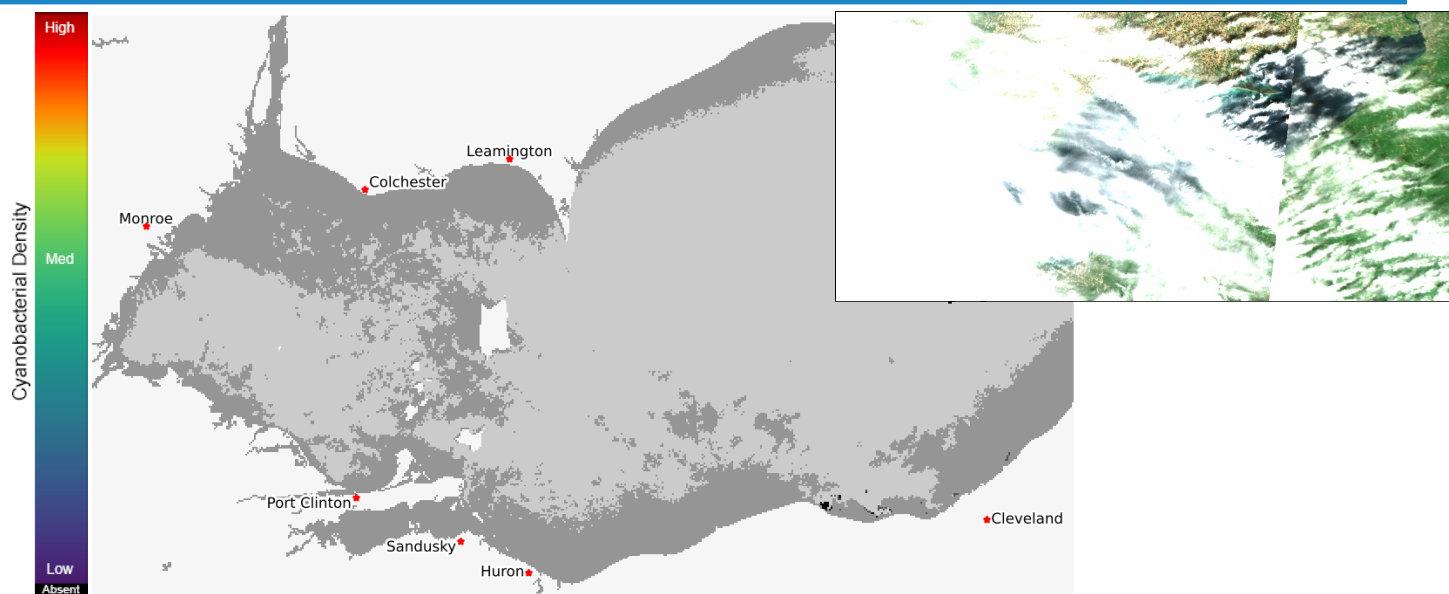 High
Leamington
Colchester
Monroe
Cyanobacterial Density
Med
Port Clinton
Cleveland
Sandusky
Huron
Low
Absent